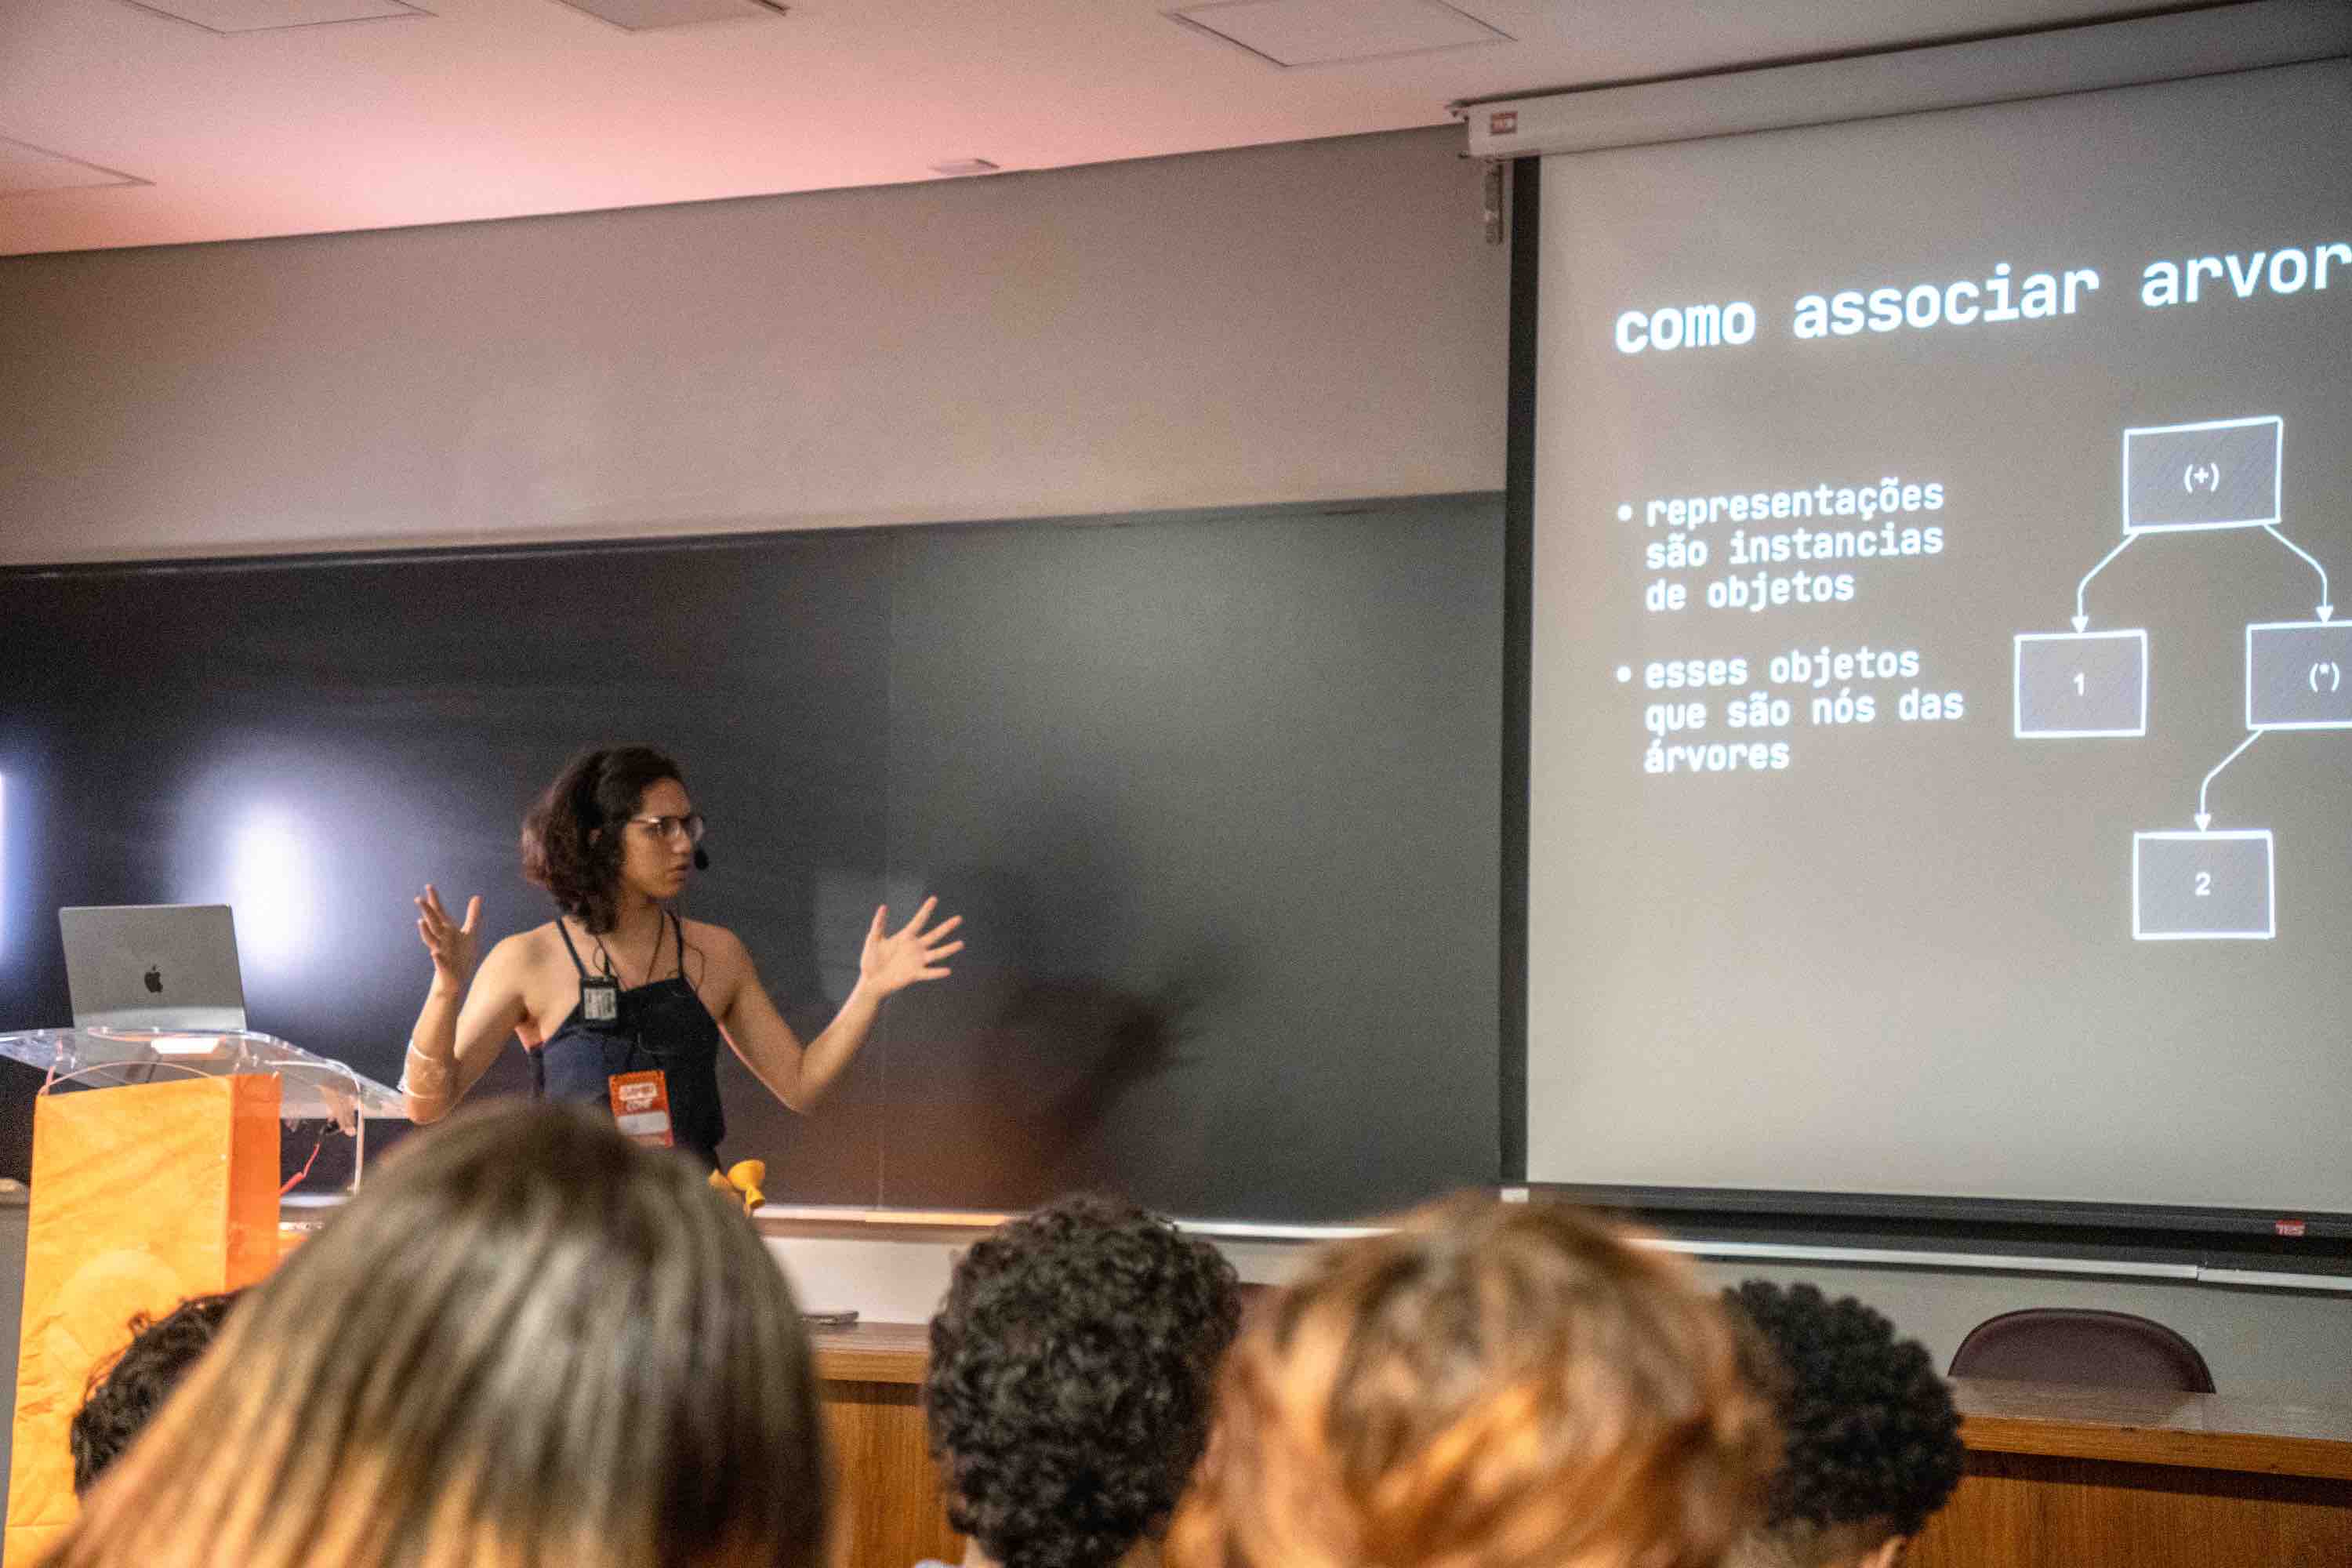 como associar arvor
• representações
são instancias
de objetos
• esses objetos
que são nós das
árvores
(+)
1
(*)
2